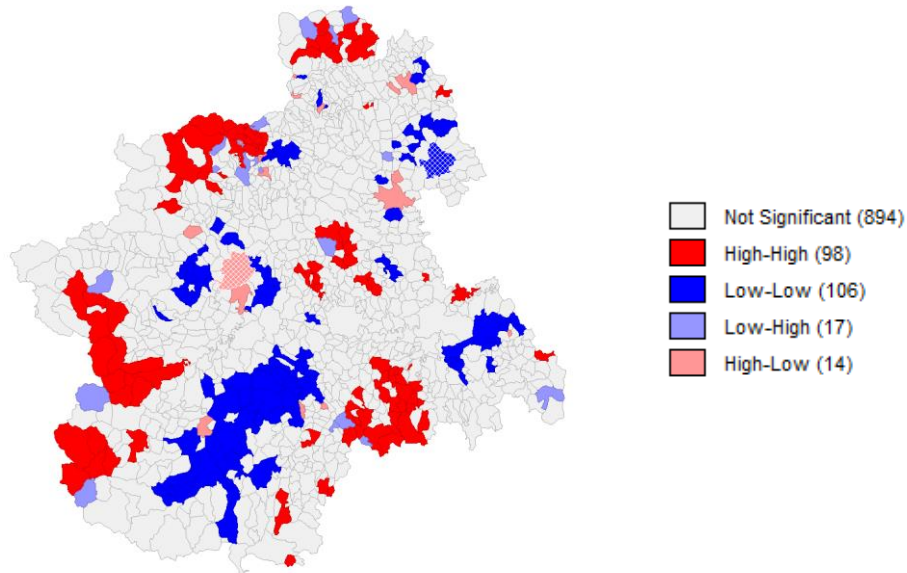 Not Significant (894)
High-High (98)
Low-Low (106)
Low-High (17)
High-Low (14)